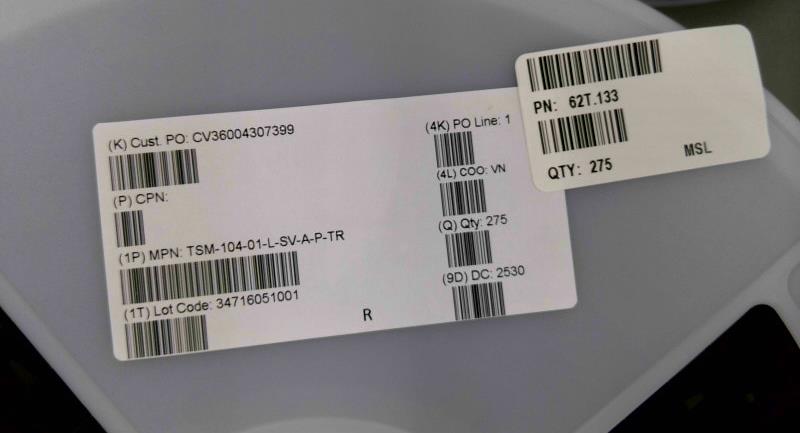 (K) Cust. PO: CV36004307399
(P) CPN:
(1P) MPN: TSM-104-01-L-SV-A-P-TR
(1T) Lot Code: 34716051001
R
(4K) PO Line: 1
(4L) COO: VN
(Q) Qty: 275
(9D) DC: 2530
PN: 62T.133
QTY: 275
MSL